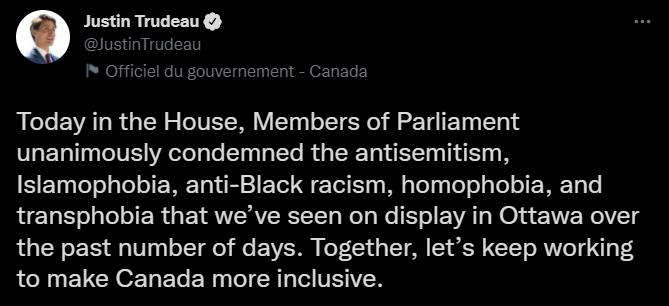 Justin Trudeau
@JustinTrudeau
Officiel du gouvernement - Canada
Today in the House, Members of Parliament
unanimously condemned the antisemitism,
Islamophobia, anti-Black racism, homophobia, and
transphobia that we’ve seen on display in Ottawa over
the past number of days. Together, let’s keep working
to make Canada more inclusive.